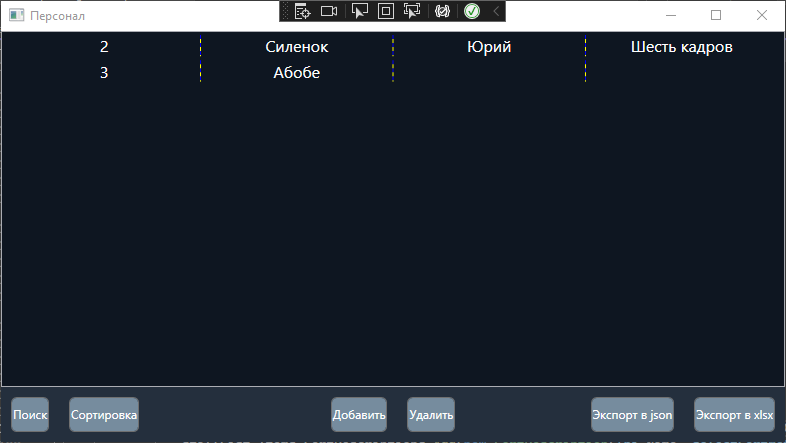 Персонал
2 Силенок Юрий Шесть кадров
3 Абобе
Поиск Сортировка Добавить Удалить Экспорт в json Экспорт в xlsx